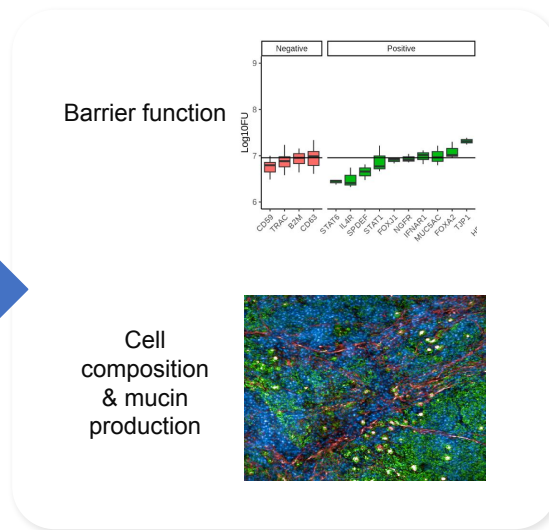 Barrier function
Negative
Positive
Log10FU
9
8
7
6
CD59
TRAC
B2M
CD63
STAT6
IL4R
SPDEF
STAT1
FOXJ1
NGFR
IFNAR1
MUC5AC
FOXA2
TJP1
Cell
composition
& mucin
production